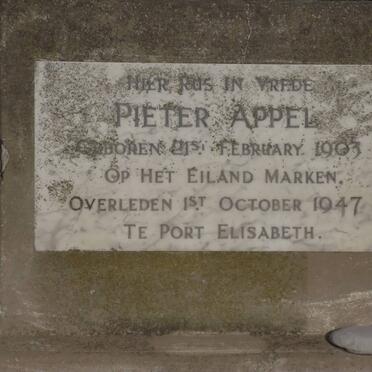 HIER RUS IN VREDE
PIETER APPEL
GEBOREN 21ST FEBRUARY 1903
OP HET EILAND MARKEN.
OVERLEDEN 1ST OCTOBER 1947
TE PORT ELISABETH.